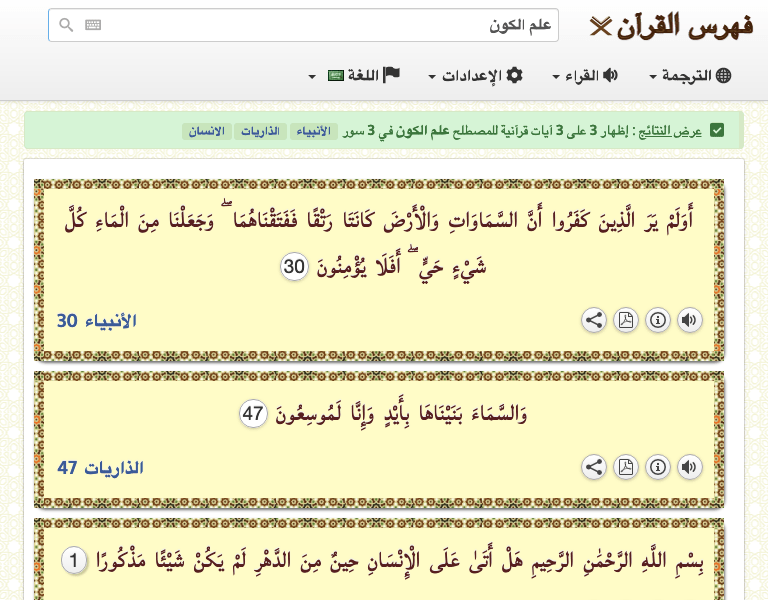 فهرس القرآن
علم الكون
الترجمة القراء الإعدادات اللغة
عرض النتائج : إظهار 3 على 3 آيات قرآنية للمصطلح علم الكون في 3 سور الأنبياء الذاريات الانسان
أَوَلَمْ يَرَ الَّذِينَ كَفَرُوا أَنَّ السَّمَاوَاتِ وَالْأَرْضَ كَانَتَا رَتْقًا فَفَتَقْنَاهُمَا ۖ وَجَعَلْنَا مِنَ الْمَاءِ كُلَّ
شَيْءٍ حَيٍّ ۖ أَفَلَا يُؤْمِنُونَ 30
الأنبياء 30
وَالسَّمَاءَ بَنَيْنَاهَا بِأَيْدٍ وَإِنَّا لَمُوسِعُونَ 47
الذاريات 47
بِسْمِ اللَّهِ الرَّحْمَٰنِ الرَّحِيمِ هَلْ أَتَىٰ عَلَى الْإِنْسَانِ حِينٌ مِنَ الدَّهْرِ لَمْ يَكُنْ شَيْئًا مَذْكُورًا 1